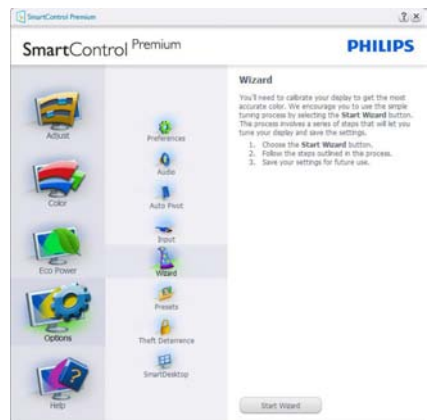 SmartControl Premium
SmartControl Premium
PHILIPS
Adjust
Color
Eco Power
Options
Help
Preferences
Audio
Auto Pivot
Input
Wizard
Presets
Theft Deterrence
SmartDesktop
Wizard
You'll need to calibrate your display to get the most
accurate color. We encourage you to use the simple
tuning process by selecting the Start Wizard button.
The process involves a series of steps that will let you
tune your display and save the settings.
1. Choose the Start Wizard button.
2. Follow the steps outlined in the process.
3. Save your settings for future use.
Start Wizard